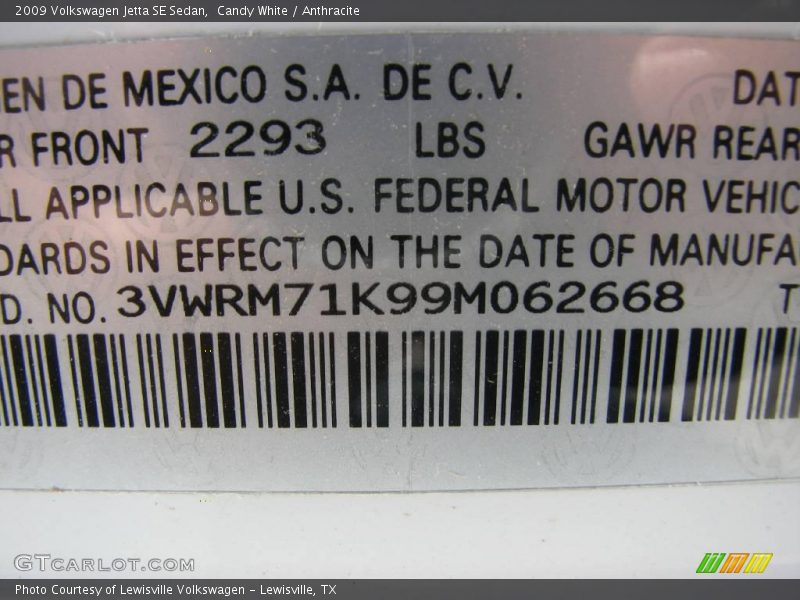 2009 Volkswagen Jetta SE Sedan, Candy White / Anthracite
EN DE MEXICO S.A. DE C.V. DAT
R FRONT 2293 LBS GAWR REAR
LL APPLICABLE U.S. FEDERAL MOTOR VEHIC
DARDS IN EFFECT ON THE DATE OF MANUFA
D. NO. 3VWRM71K99M062668 T
GTCARLOT.COM
Photo Courtesy of Lewisville Volkswagen – Lewisville, TX